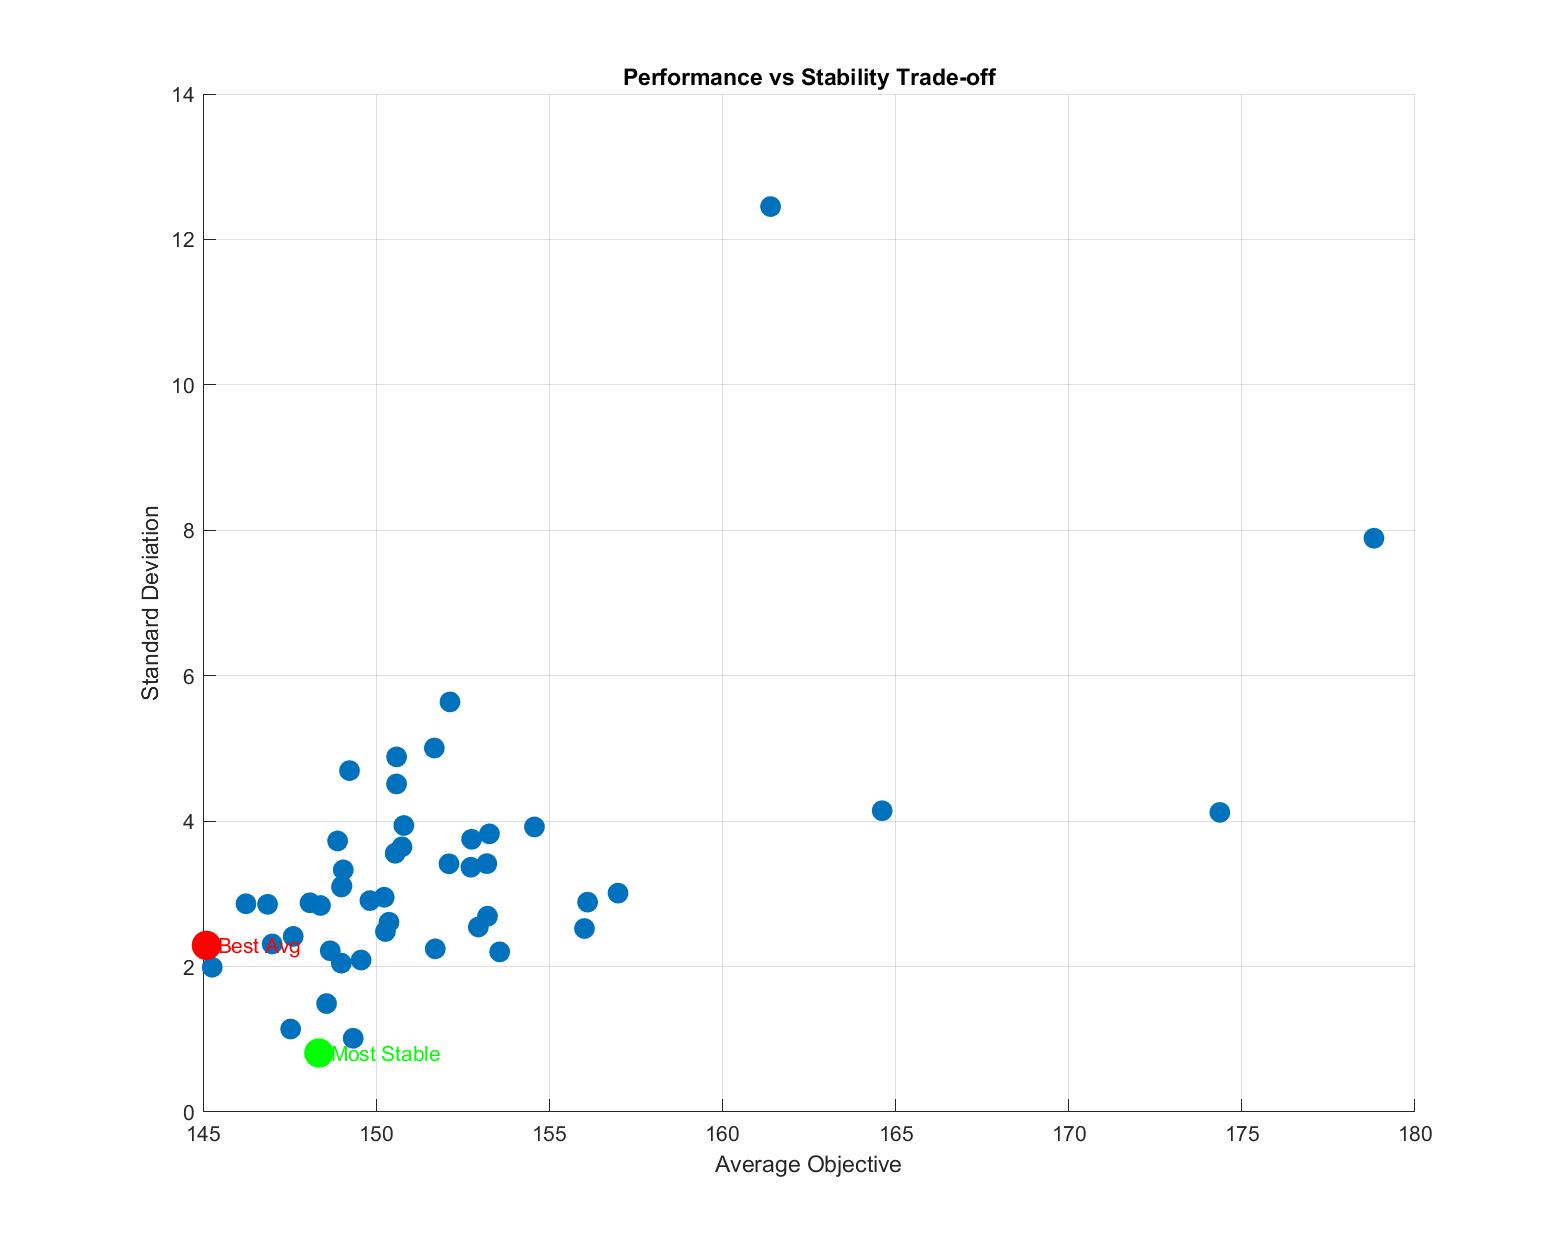 Performance vs Stability Trade-off
14
12
10
8
6
4
2
0
Standard Deviation
Best Avg
Most Stable
145 150 155 160 165 170 175 180
Average Objective